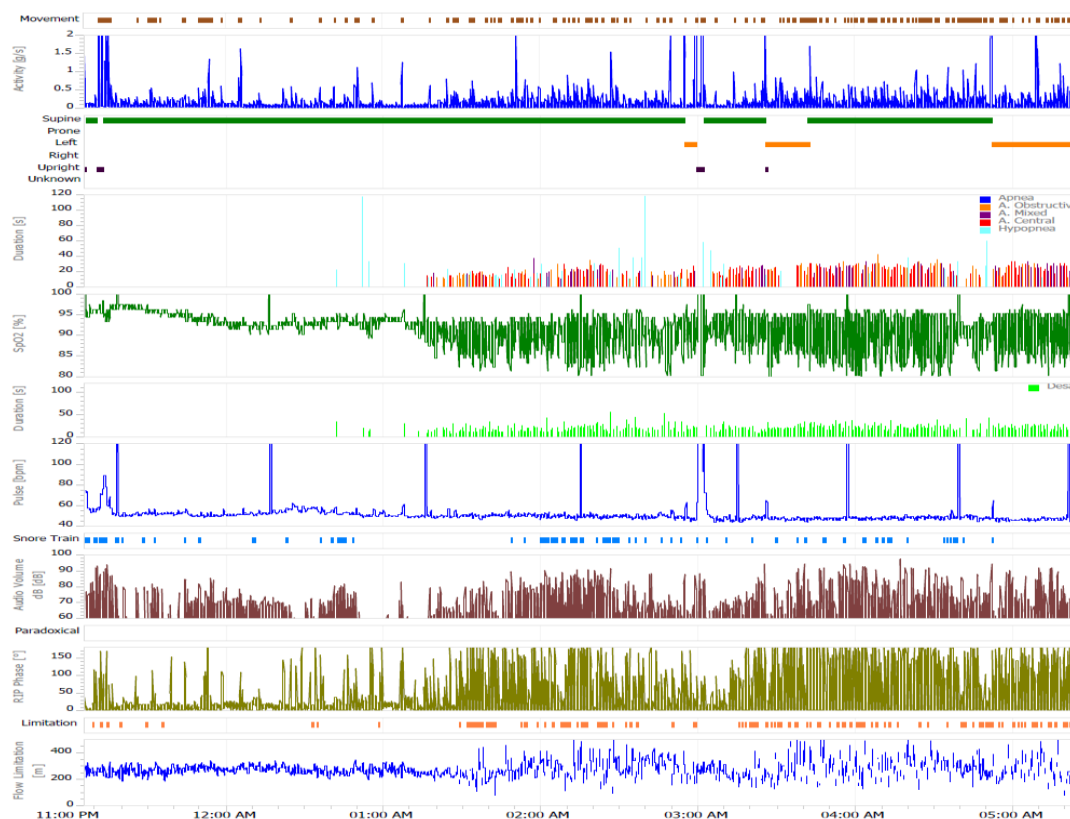 Movement
Activity [g/s]
2
1.5
1
0.5
0
Supine
Prone
Left
Right
Upright
Unknown
Duration [s]
120
100
80
60
40
20
0
Apnea
A. Obstructiv
A. Mixed
A. Central
Hypopnea
SpO2 [%]
100
95
90
85
80
Duration [s]
100
50
0
Desa
Pulse [bpm]
120
100
80
60
40
Snore Train
Audio Volume
dB [dB]
100
90
80
70
60
Paradoxical
RIP Phase [°]
150
100
50
0
Limitation
Flow Limitation
[m]
400
200
0
11:00 PM 12:00 AM 01:00 AM 02:00 AM 03:00 AM 04:00 AM 05:00 AM